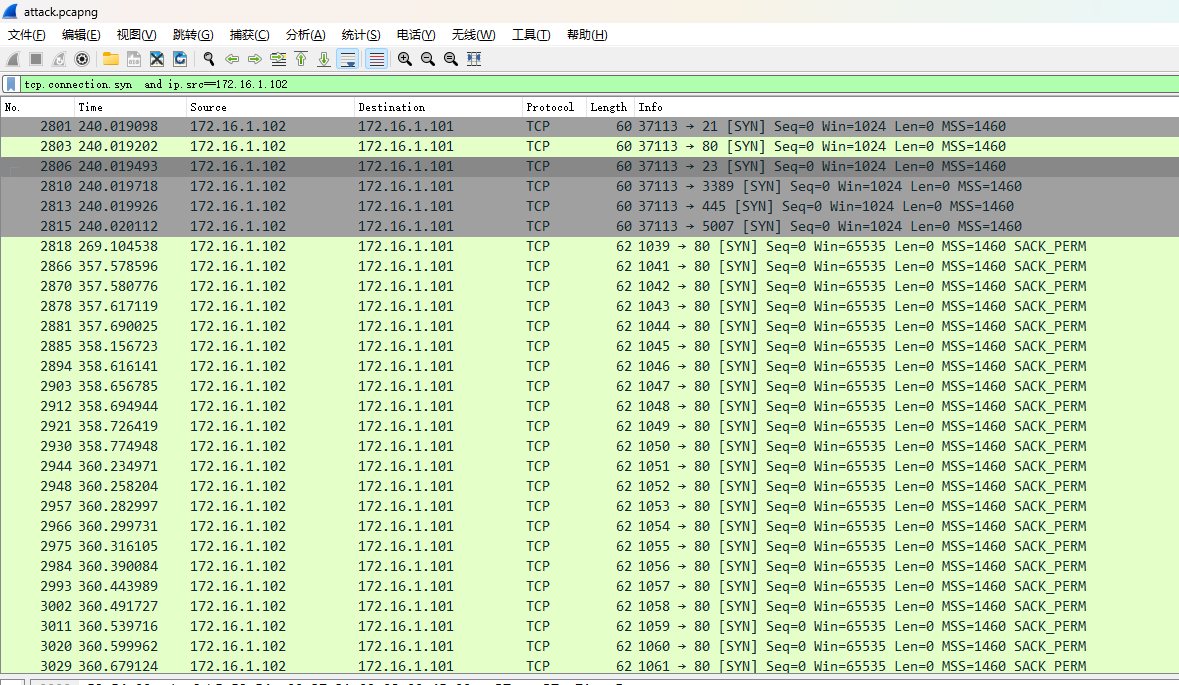 attack.pcapng
文件(F) 编辑(E) 视图(V) 跳转(G) 捕获(C) 分析(A) 统计(S) 电话(Y) 无线(W) 工具(T) 帮助(H)
tcp.connection.syn and ip.src==172.16.1.102
No. Time Source Destination Protocol Length Info
2801 240.019098 172.16.1.102 172.16.1.101 TCP 60 37113 → 21 [SYN] Seq=0 Win=1024 Len=0 MSS=1460
2803 240.019202 172.16.1.102 172.16.1.101 TCP 60 37113 → 80 [SYN] Seq=0 Win=1024 Len=0 MSS=1460
2806 240.019493 172.16.1.102 172.16.1.101 TCP 60 37113 → 23 [SYN] Seq=0 Win=1024 Len=0 MSS=1460
2810 240.019718 172.16.1.102 172.16.1.101 TCP 60 37113 → 3389 [SYN] Seq=0 Win=1024 Len=0 MSS=1460
2813 240.019926 172.16.1.102 172.16.1.101 TCP 60 37113 → 445 [SYN] Seq=0 Win=1024 Len=0 MSS=1460
2815 240.020112 172.16.1.102 172.16.1.101 TCP 60 37113 → 5007 [SYN] Seq=0 Win=1024 Len=0 MSS=1460
2818 269.104538 172.16.1.102 172.16.1.101 TCP 62 1039 → 80 [SYN] Seq=0 Win=65535 Len=0 MSS=1460 SACK_PERM
2866 357.578596 172.16.1.102 172.16.1.101 TCP 62 1041 → 80 [SYN] Seq=0 Win=65535 Len=0 MSS=1460 SACK_PERM
2870 357.580776 172.16.1.102 172.16.1.101 TCP 62 1042 → 80 [SYN] Seq=0 Win=65535 Len=0 MSS=1460 SACK_PERM
2878 357.617119 172.16.1.102 172.16.1.101 TCP 62 1043 → 80 [SYN] Seq=0 Win=65535 Len=0 MSS=1460 SACK_PERM
2881 357.690025 172.16.1.102 172.16.1.101 TCP 62 1044 → 80 [SYN] Seq=0 Win=65535 Len=0 MSS=1460 SACK_PERM
2885 358.156723 172.16.1.102 172.16.1.101 TCP 62 1045 → 80 [SYN] Seq=0 Win=65535 Len=0 MSS=1460 SACK_PERM
2894 358.616141 172.16.1.102 172.16.1.101 TCP 62 1046 → 80 [SYN] Seq=0 Win=65535 Len=0 MSS=1460 SACK_PERM
2903 358.656785 172.16.1.102 172.16.1.101 TCP 62 1047 → 80 [SYN] Seq=0 Win=65535 Len=0 MSS=1460 SACK_PERM
2912 358.694944 172.16.1.102 172.16.1.101 TCP 62 1048 → 80 [SYN] Seq=0 Win=65535 Len=0 MSS=1460 SACK_PERM
2921 358.726419 172.16.1.102 172.16.1.101 TCP 62 1049 → 80 [SYN] Seq=0 Win=65535 Len=0 MSS=1460 SACK_PERM
2930 358.774948 172.16.1.102 172.16.1.101 TCP 62 1050 → 80 [SYN] Seq=0 Win=65535 Len=0 MSS=1460 SACK_PERM
2944 360.234971 172.16.1.102 172.16.1.101 TCP 62 1051 → 80 [SYN] Seq=0 Win=65535 Len=0 MSS=1460 SACK_PERM
2948 360.258204 172.16.1.102 172.16.1.101 TCP 62 1052 → 80 [SYN] Seq=0 Win=65535 Len=0 MSS=1460 SACK_PERM
2957 360.282997 172.16.1.102 172.16.1.101 TCP 62 1053 → 80 [SYN] Seq=0 Win=65535 Len=0 MSS=1460 SACK_PERM
2966 360.299731 172.16.1.102 172.16.1.101 TCP 62 1054 → 80 [SYN] Seq=0 Win=65535 Len=0 MSS=1460 SACK_PERM
2975 360.316105 172.16.1.102 172.16.1.101 TCP 62 1055 → 80 [SYN] Seq=0 Win=65535 Len=0 MSS=1460 SACK_PERM
2984 360.390084 172.16.1.102 172.16.1.101 TCP 62 1056 → 80 [SYN] Seq=0 Win=65535 Len=0 MSS=1460 SACK_PERM
2993 360.443989 172.16.1.102 172.16.1.101 TCP 62 1057 → 80 [SYN] Seq=0 Win=65535 Len=0 MSS=1460 SACK_PERM
3002 360.491727 172.16.1.102 172.16.1.101 TCP 62 1058 → 80 [SYN] Seq=0 Win=65535 Len=0 MSS=1460 SACK_PERM
3011 360.539716 172.16.1.102 172.16.1.101 TCP 62 1059 → 80 [SYN] Seq=0 Win=65535 Len=0 MSS=1460 SACK_PERM
3020 360.599962 172.16.1.102 172.16.1.101 TCP 62 1060 → 80 [SYN] Seq=0 Win=65535 Len=0 MSS=1460 SACK_PERM
3029 360.679124 172.16.1.102 172.16.1.101 TCP 62 1061 → 80 [SYN] Seq=0 Win=65535 Len=0 MSS=1460 SACK_PERM